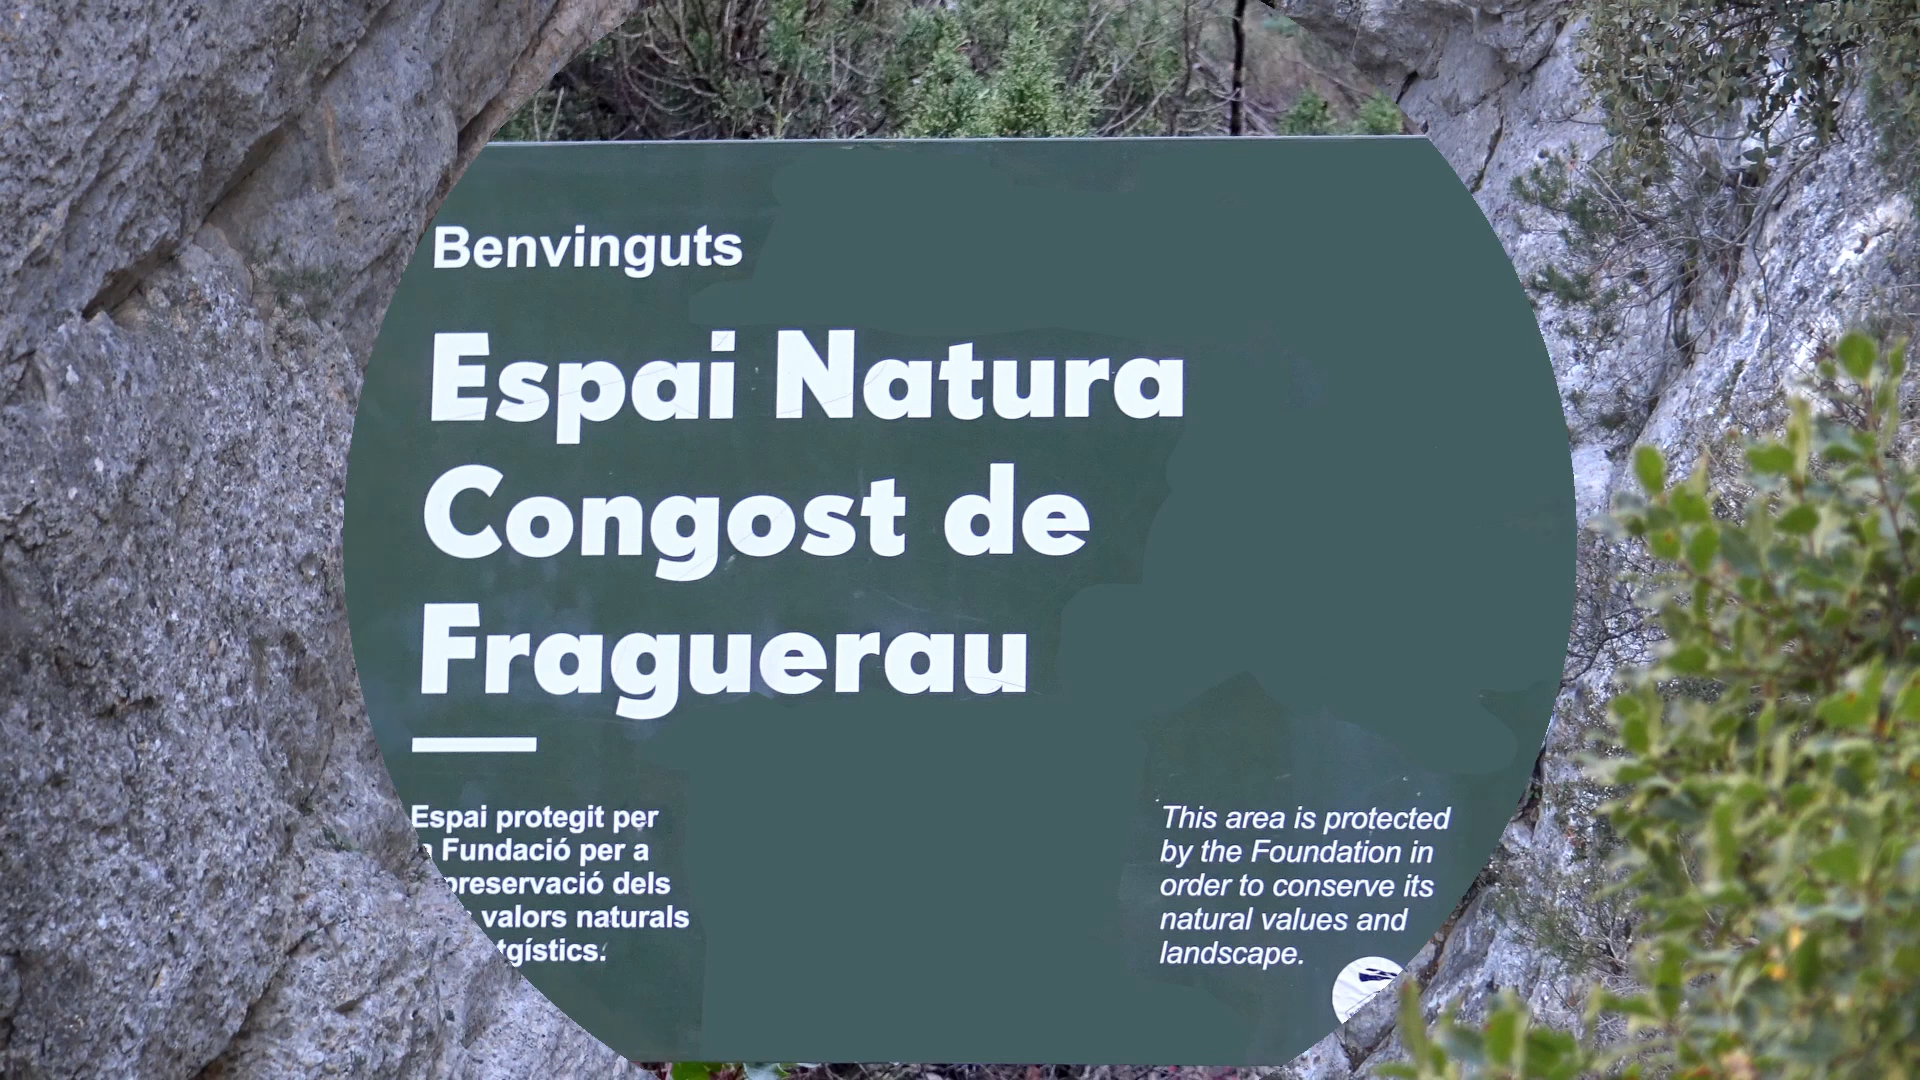 Benvinguts
Espai Natura
Congost de
Fraguerau
Espai protegit per
Fundació per a
preservació dels
valors naturals
This area is protected
by the Foundation in
order to conserve its
natural values and
landscape.